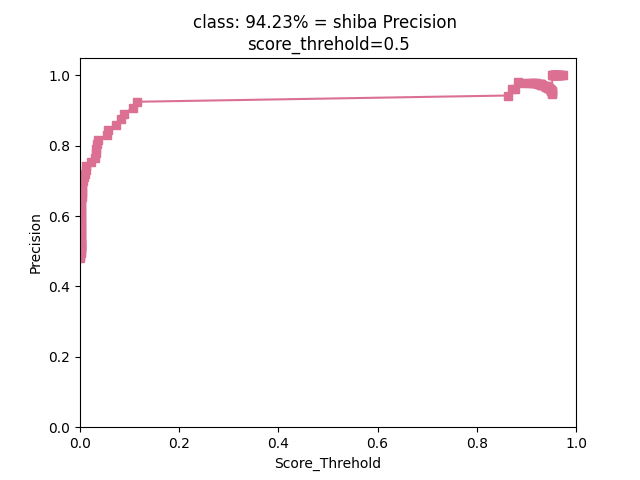 class: 94.23% = shiba Precision
score_threhold=0.5
1.0
0.8
0.6
0.4
0.2
0.0
Precision
0.0 0.2 0.4 0.6 0.8 1.0
Score_Threhold